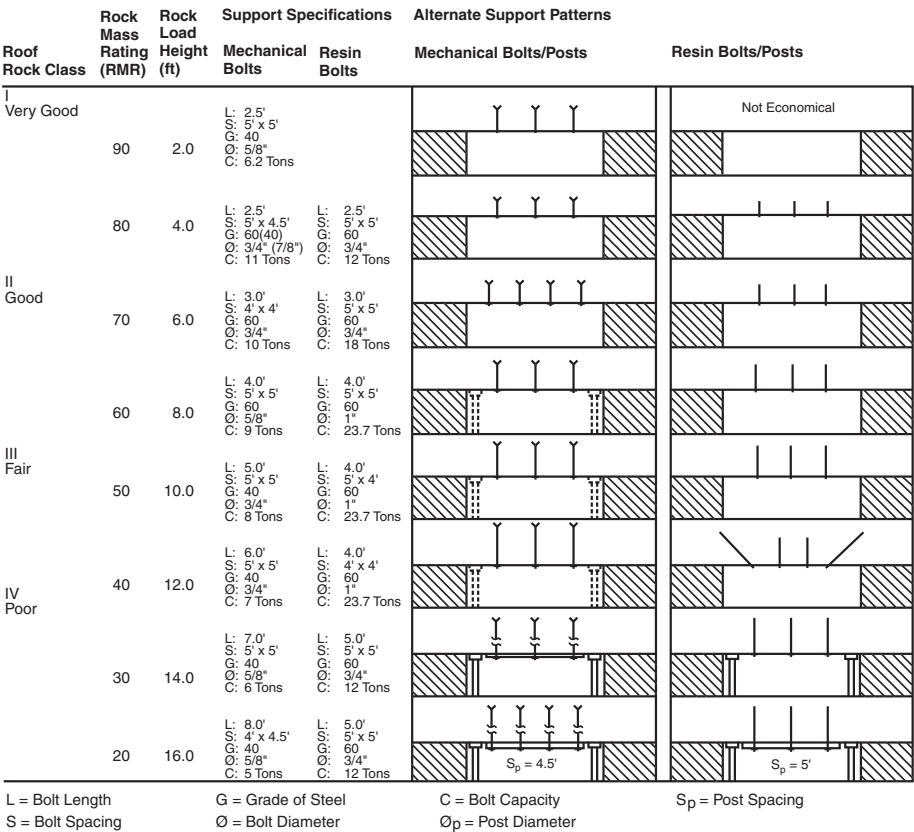 Roof
Rock Class
Rock
Mass
Rating
(RMR)
Rock
Load
Height
(ft)
Support Specifications
Mechanical
Bolts
Resin
Bolts
Alternate Support Patterns
Mechanical Bolts/Posts
Resin Bolts/Posts
I
Very Good
90
2.0
L: 2.5'
S: 5' x 5'
G: 40
Ø: 5/8"
C: 6.2 Tons
Not Economical
80
4.0
L: 2.5'
S: 5' x 4.5'
G: 60(40)
Ø: 3/4" (7/8")
C: 11 Tons
L: 2.5'
S: 5' x 5'
G: 60
Ø: 3/4"
C: 12 Tons
II
Good
70
6.0
L: 3.0'
S: 4' x 4'
G: 60
Ø: 3/4"
C: 10 Tons
L: 3.0'
S: 5' x 5'
G: 60
Ø: 3/4"
C: 18 Tons
60
8.0
L: 4.0'
S: 5' x 5'
G: 60
Ø: 5/8"
C: 9 Tons
L: 4.0'
S: 5' x 5'
G: 60
Ø: 1"
C: 23.7 Tons
III
Fair
50
10.0
L: 5.0'
S: 5' x 5'
G: 40
Ø: 3/4"
C: 8 Tons
L: 4.0'
S: 5' x 4'
G: 60
Ø: 1"
C: 23.7 Tons
40
12.0
L: 6.0'
S: 5' x 5'
G: 40
Ø: 3/4"
C: 7 Tons
L: 4.0'
S: 4' x 4'
G: 60
Ø: 1"
C: 23.7 Tons
IV
Poor
30
14.0
L: 7.0'
S: 5' x 5'
G: 40
Ø: 5/8"
C: 6 Tons
L: 5.0'
S: 5' x 5'
G: 60
Ø: 3/4"
C: 12 Tons
20
16.0
L: 8.0'
S: 4' x 4.5'
G: 40
Ø: 5/8"
C: 5 Tons
L: 5.0'
S: 5' x 5'
G: 60
Ø: 3/4"
C: 12 Tons
Sp = 4.5'
Sp = 5'
L = Bolt Length
G = Grade of Steel
C = Bolt Capacity
Sp = Post Spacing
S = Bolt Spacing
Ø = Bolt Diameter
Øp = Post Diameter